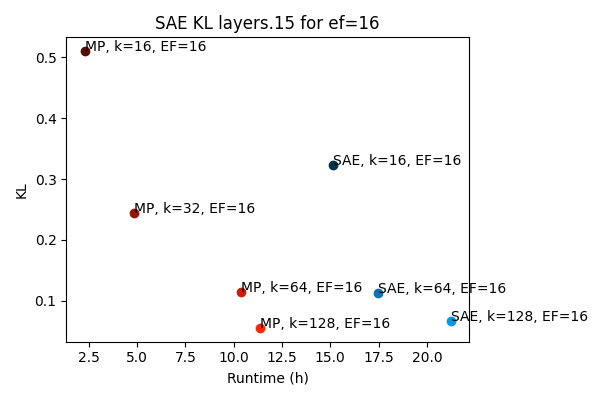 SAE KL layers.15 for ef=16
KL
0.5
0.4
0.3
0.2
0.1
MP, k=16, EF=16
SAE, k=16, EF=16
MP, k=32, EF=16
MP, k=64, EF=16
SAE, k=64, EF=16
MP, k=128, EF=16
SAE, k=128, EF=16
2.5 5.0 7.5 10.0 12.5 15.0 17.5 20.0
Runtime (h)